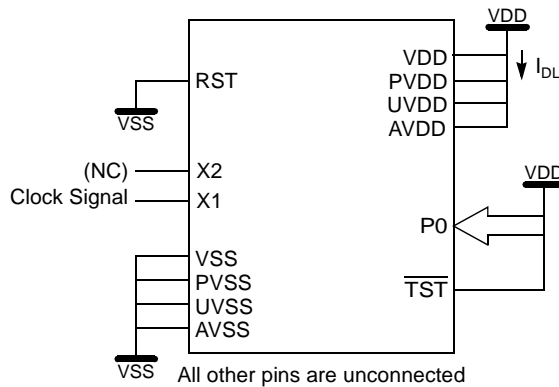 VDD
VDD
I_DL
PVDD
UVDD
AVDD
RST
VSS
(NC)
X2
Clock Signal
X1
VDD
P0
TST
VSS
PVSS
UVSS
AVSS
VSS
All other pins are unconnected